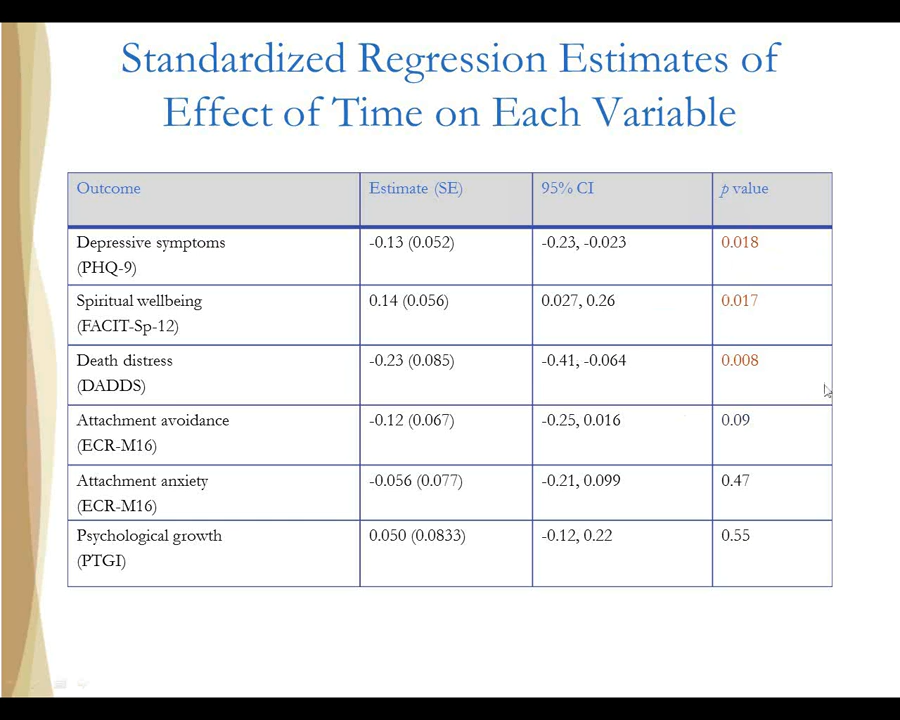 Standardized Regression Estimates of
Effect of Time on Each Variable
Outcome Estimate (SE) 95% CI p value
Depressive symptoms -0.13 (0.052) -0.23, -0.023 0.018
(PHQ-9)
Spiritual wellbeing 0.14 (0.056) 0.027, 0.26 0.017
(FACIT-Sp-12)
Death distress -0.23 (0.085) -0.41, -0.064 0.008
(DADDS)
Attachment avoidance -0.12 (0.067) -0.25, 0.016 0.09
(ECR-M16)
Attachment anxiety -0.056 (0.077) -0.21, 0.099 0.47
(ECR-M16)
Psychological growth 0.050 (0.0833) -0.12, 0.22 0.55
(PTGI)